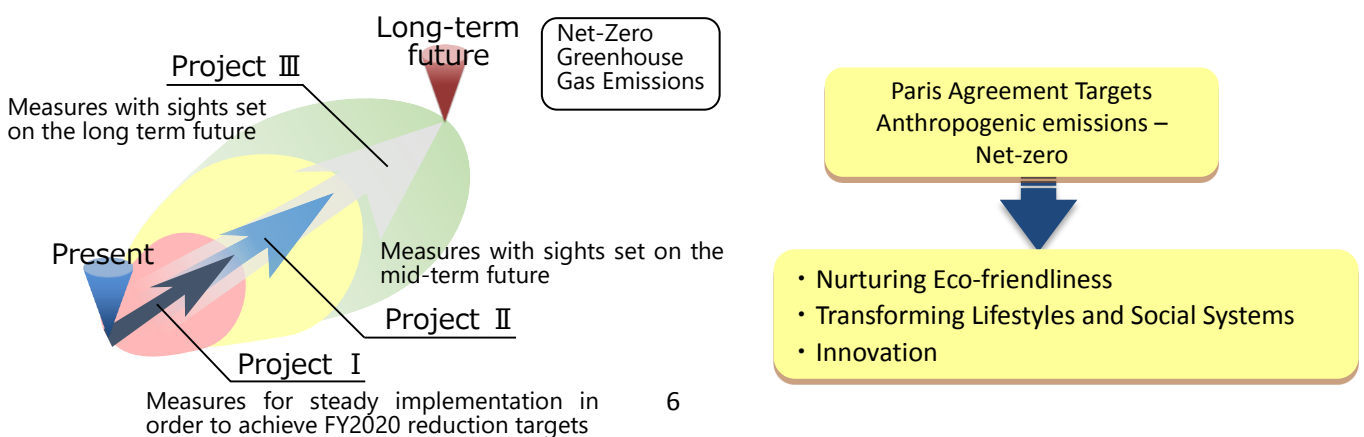 Long-term
future
Net-Zero
Greenhouse
Gas Emissions
Project Ⅲ
Measures with sights set
on the long term future
Present
Measures with sights set on the
mid-term future
Project Ⅱ
Project Ⅰ
Measures for steady implementation in
order to achieve FY2020 reduction targets
6
Paris Agreement Targets
Anthropogenic emissions –
Net-zero
・Nurturing Eco-friendliness
・Transforming Lifestyles and Social Systems
・Innovation